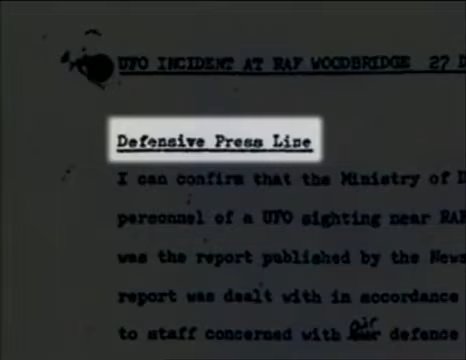 UFO INCIDENT AT RAF WOODBRIDGE 27 D
Defensive Press Line
I can confirm that the Ministry of D
personnel of a UFO sighting near RAF
was the report published by the News
report was dealt with in accordance
to staff concerned with air defence